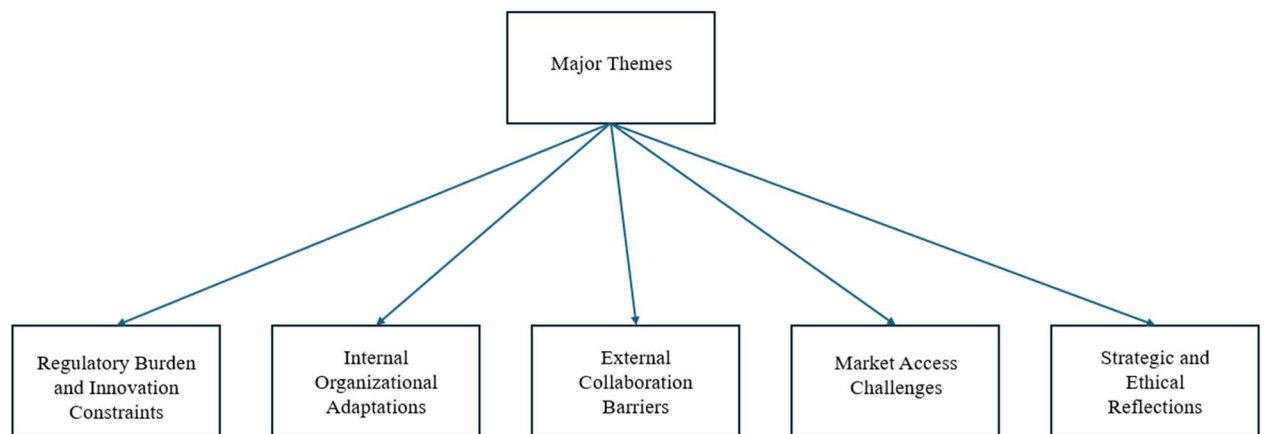 Major Themes
Regulatory Burden
and Innovation
Constraints
Internal
Organizational
Adaptations
External
Collaboration
Barriers
Market Access
Challenges
Strategic and
Ethical
Reflections